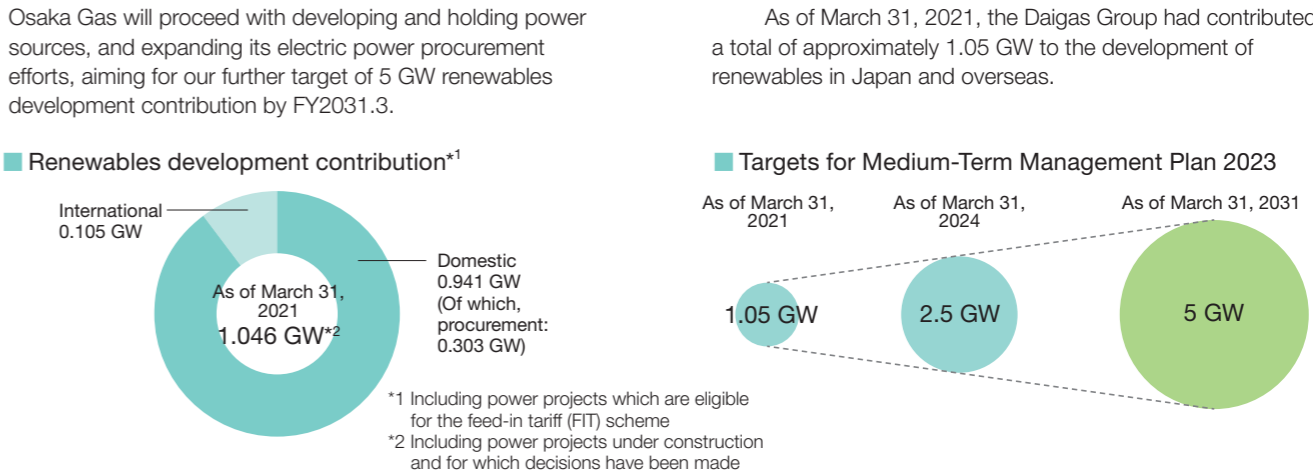 Osaka Gas will proceed with developing and holding power
sources, and expanding its electric power procurement
efforts, aiming for our further target of 5 GW renewables
development contribution by FY2031.3.
As of March 31, 2021, the Daigas Group had contributed
a total of approximately 1.05 GW to the development of
renewables in Japan and overseas.
Renewables development contribution*1
International
0.105 GW
As of March 31,
2021
1.046 GW*2
Domestic
0.941 GW
(Of which,
procurement:
0.303 GW)
*1 Including power projects which are eligible
for the feed-in tariff (FIT) scheme
*2 Including power projects under construction
and for which decisions have been made
Targets for Medium-Term Management Plan 2023
As of March 31,
2021
As of March 31,
2024
As of March 31, 2031
1.05 GW
2.5 GW
5 GW